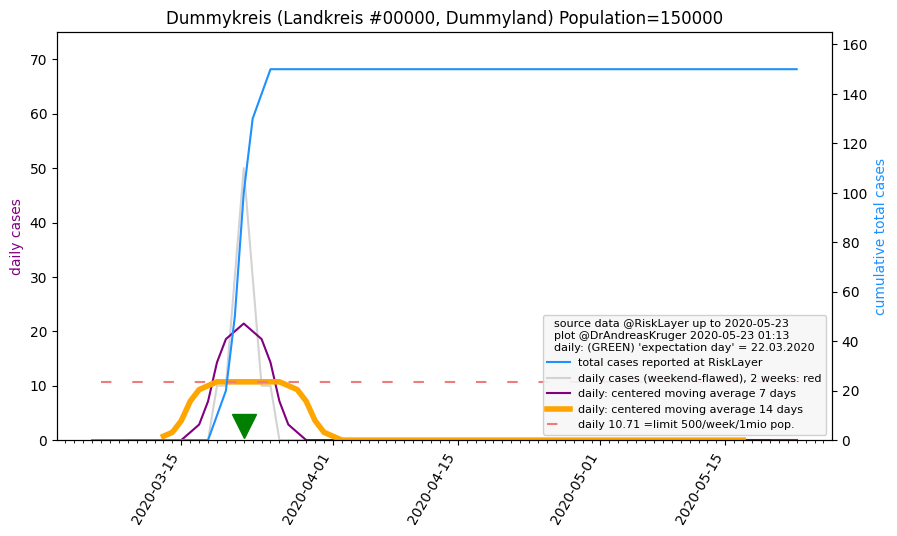 Dummykreis (Landkreis #00000, Dummyland) Population=150000
daily cases
70
60
50
40
30
20
10
0
160
140
120
100
80
60
40
20
0
cumulative total cases
source data @RiskLayer up to 2020-05-23
plot @DrAndreasKruger 2020-05-23 01:13
daily: (GREEN) 'expectation day' = 22.03.2020
total cases reported at RiskLayer
daily cases (weekend-flawed), 2 weeks: red
daily: centered moving average 7 days
daily: centered moving average 14 days
daily 10.71 =limit 500/week/1mio pop.
2020-03-15
2020-04-01
2020-04-15
2020-05-01
2020-05-15